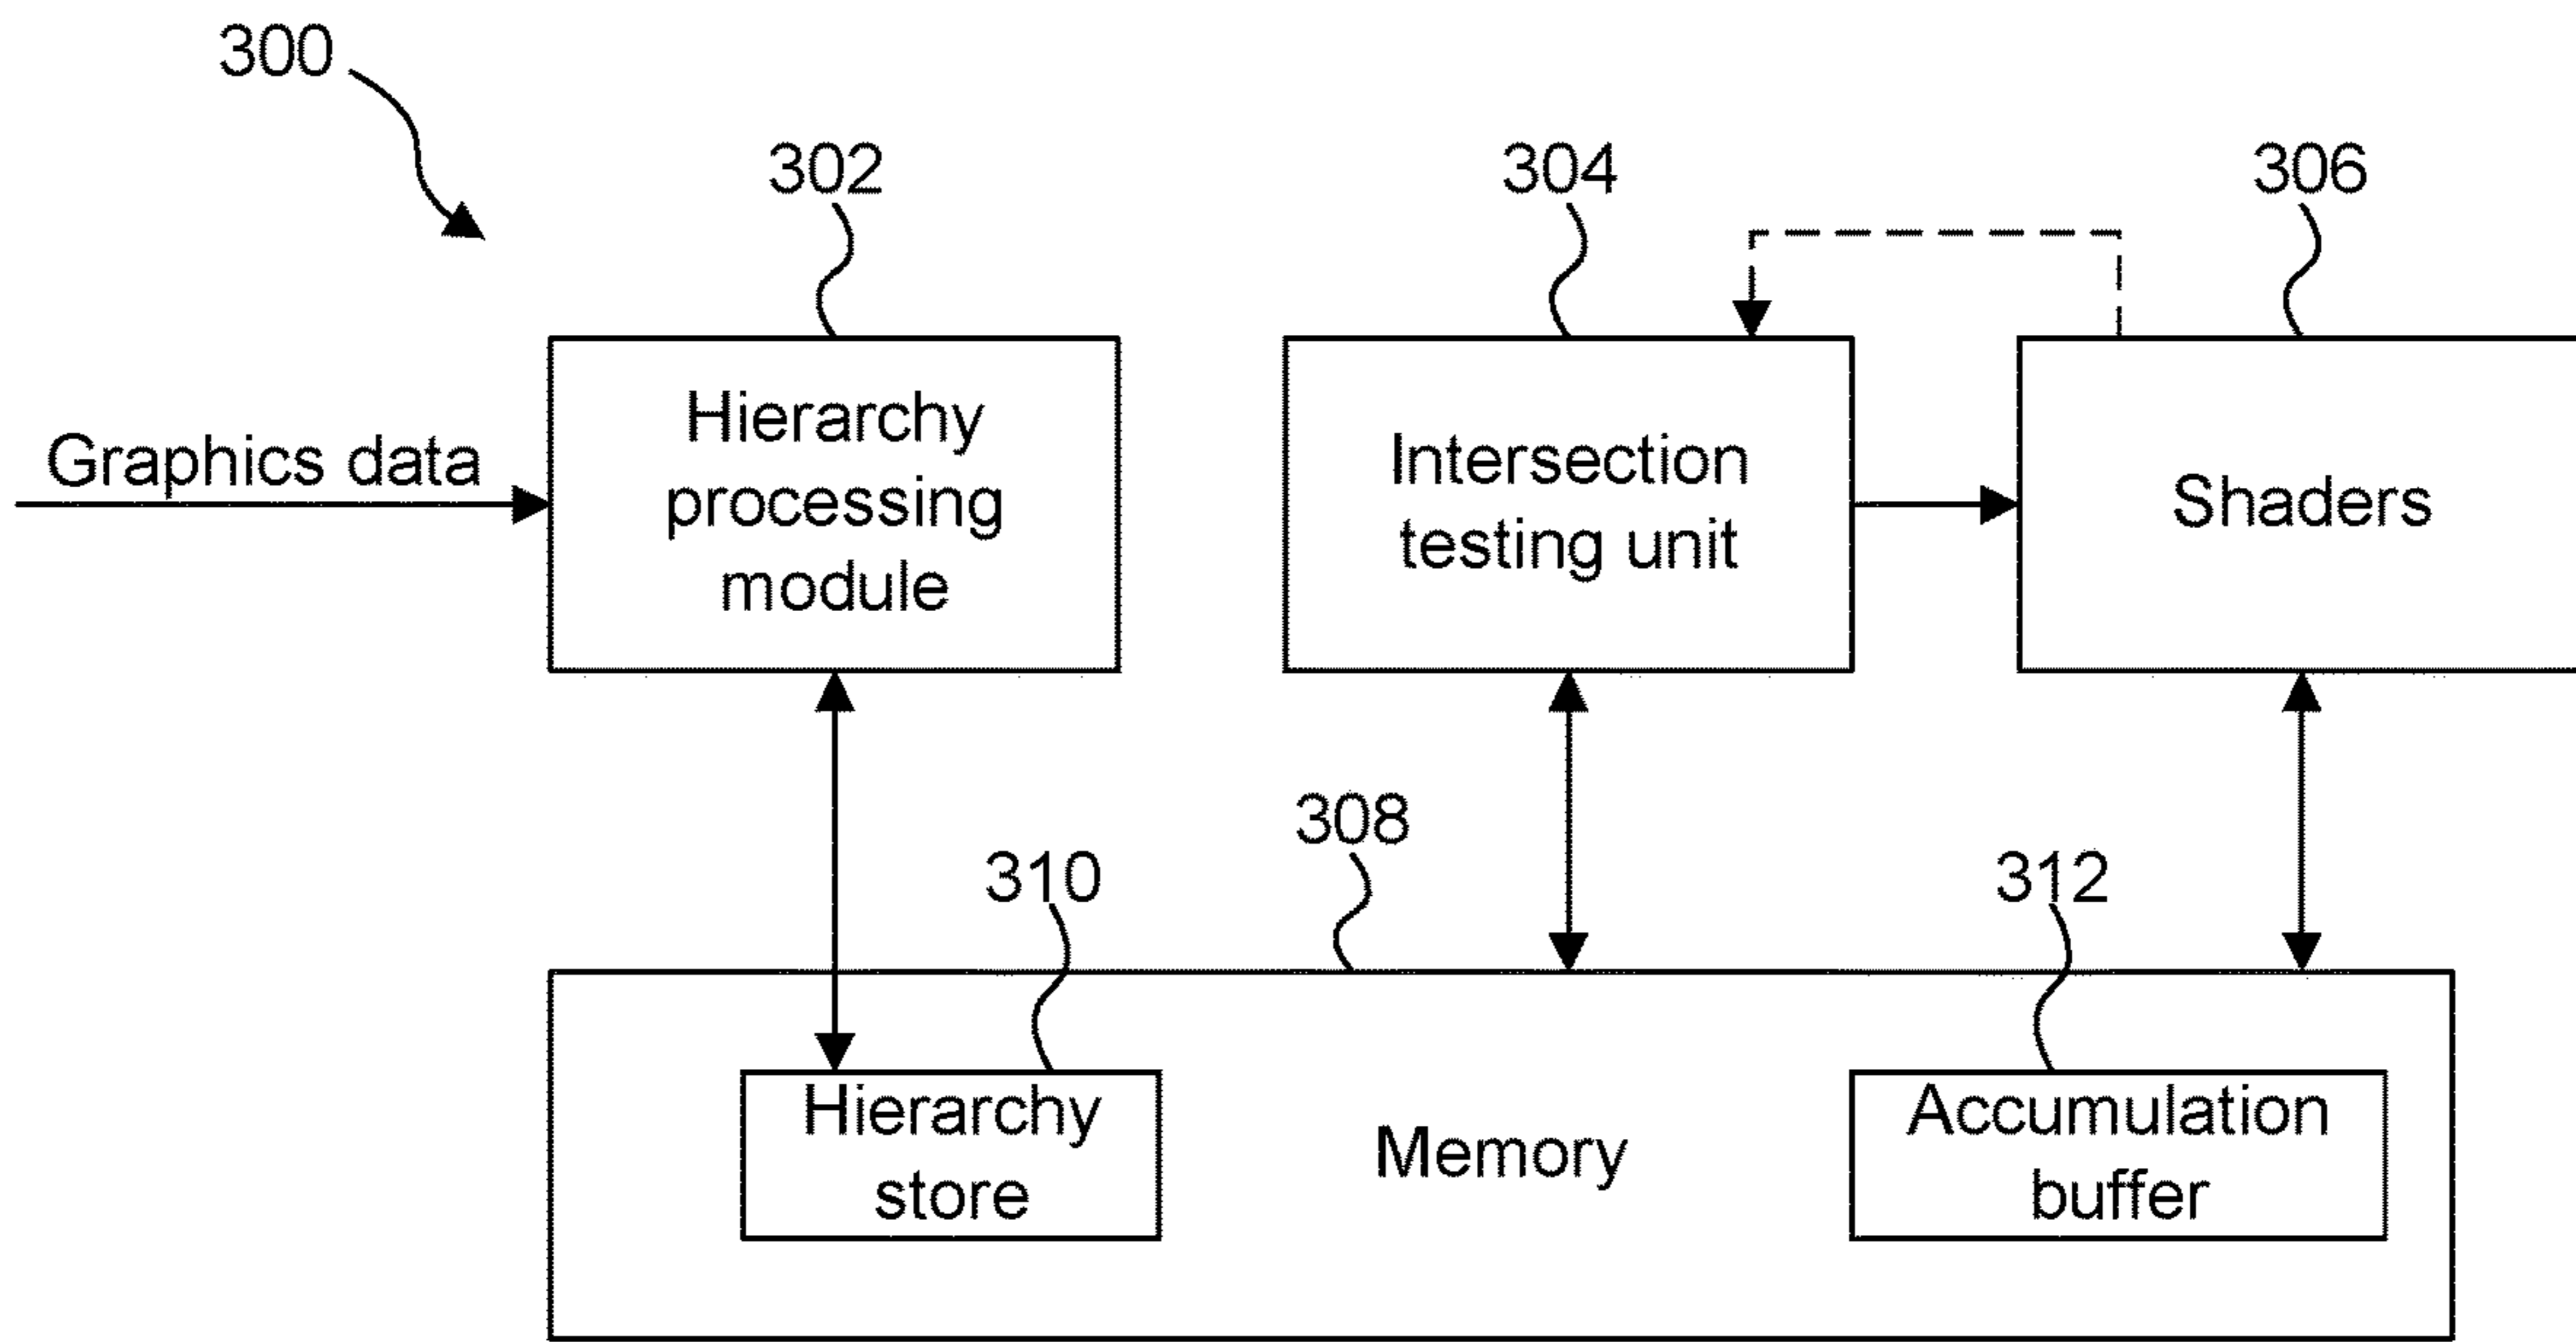 300
302
304
306
Graphics data
Hierarchy
processing
module
Intersection
testing unit
Shaders
308
310
312
Hierarchy
store
Memory
Accumulation
buffer